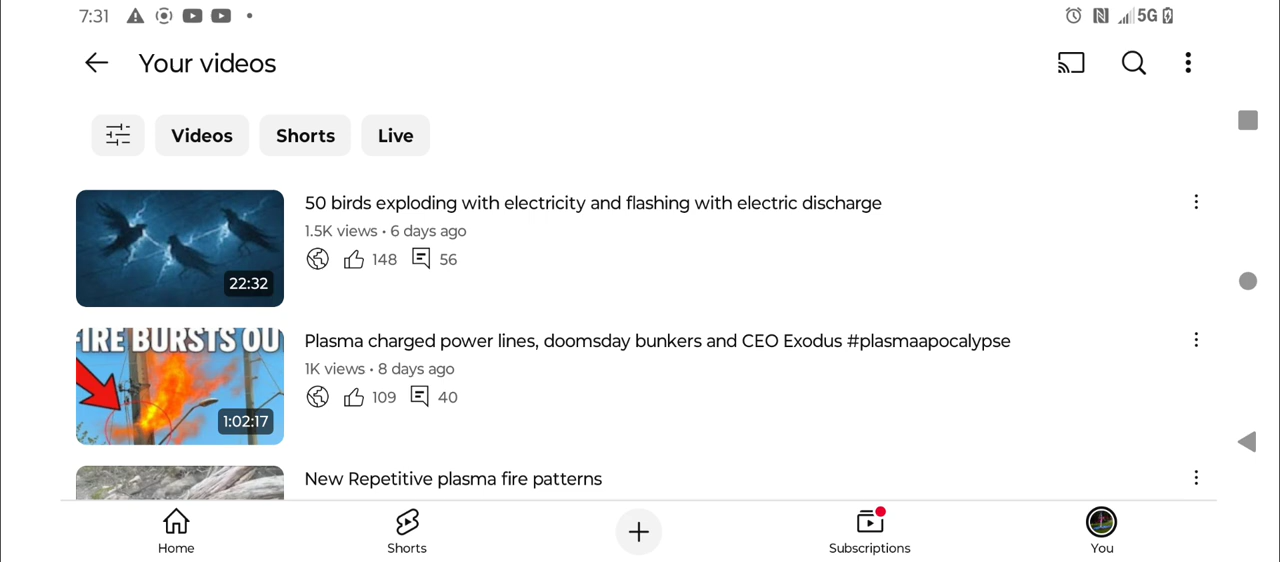 7:31
5G
Your videos
Videos
Shorts
Live
50 birds exploding with electricity and flashing with electric discharge
1.5K views • 6 days ago
148
56
22:32
FIRE BURSTS OU
Plasma charged power lines, doomsday bunkers and CEO Exodus #plasmaapocalypse
1K views • 8 days ago
109
40
1:02:17
New Repetitive plasma fire patterns
Home
Shorts
Subscriptions
You